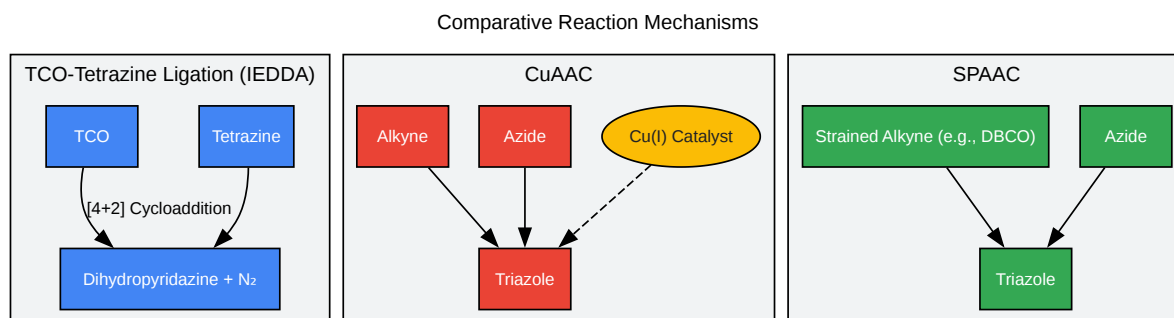 Comparative Reaction Mechanisms
TCO-Tetrazine Ligation (IEDDA)
TCO
Tetrazine
[4+2] Cycloaddition
Dihydropyridazine + N₂
CuAAC
Alkyne
Azide
Cu(I) Catalyst
Triazole
SPAAC
Strained Alkyne (e.g., DBCO)
Azide
Triazole